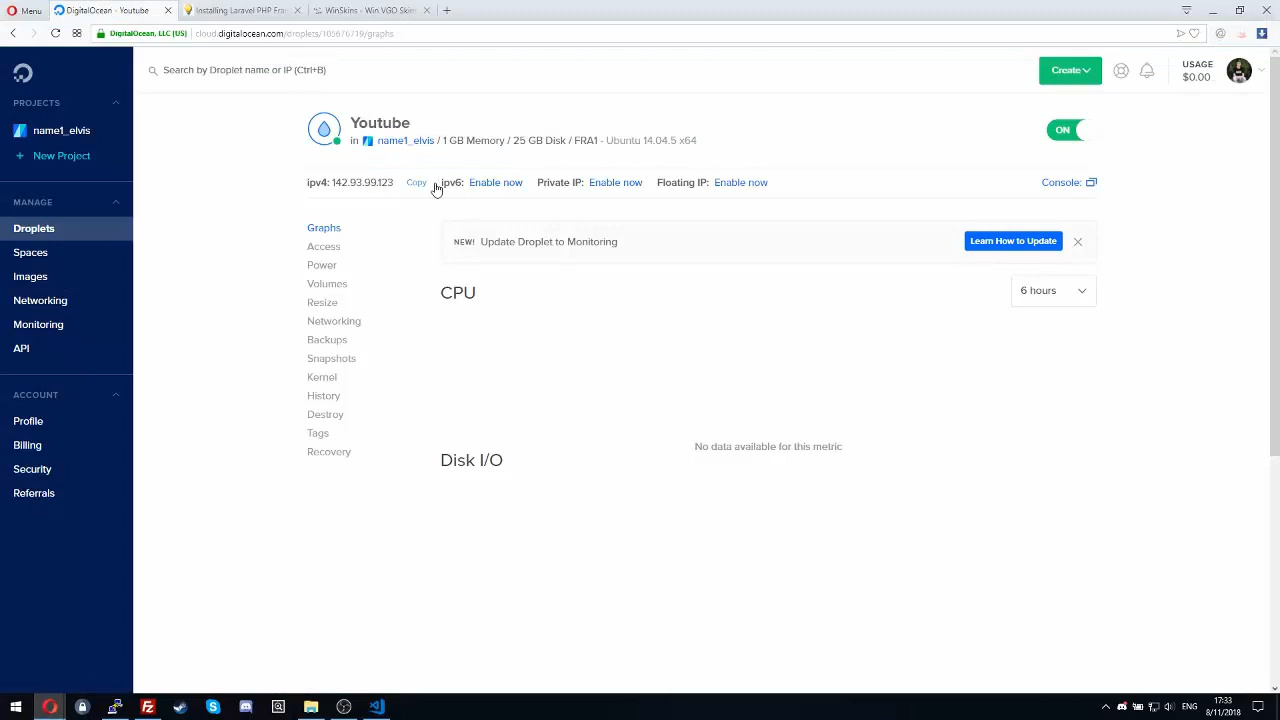 Menu
DigitalOcean - Youtube
Installing Laravel PHP Fra
WinSkins - Win VGO Skin
DigitalOcean, LLC [US]
cloud.digitalocean.com/droplets/105676719/graphs
Search by Droplet name or IP (Ctrl+B)
Create
USAGE
$0.00
PROJECTS
name1_elvis
+ New Project
MANAGE
Droplets
Spaces
Images
Networking
Monitoring
API
ACCOUNT
Profile
Billing
Security
Referrals
Youtube
in name1_elvis / 1 GB Memory / 25 GB Disk / FRA1 - Ubuntu 14.04.5 x64
ON
ipv4: 142.93.99.123 Copy ipv6: Enable now Private IP: Enable now Floating IP: Enable now Console:
Graphs
Access
Power
Volumes
Resize
Networking
Backups
Snapshots
Kernel
History
Destroy
Tags
Recovery
NEW! Update Droplet to Monitoring
Learn How to Update
CPU
6 hours
No data available for this metric
Disk I/O
ENG
17:33
8/11/2018